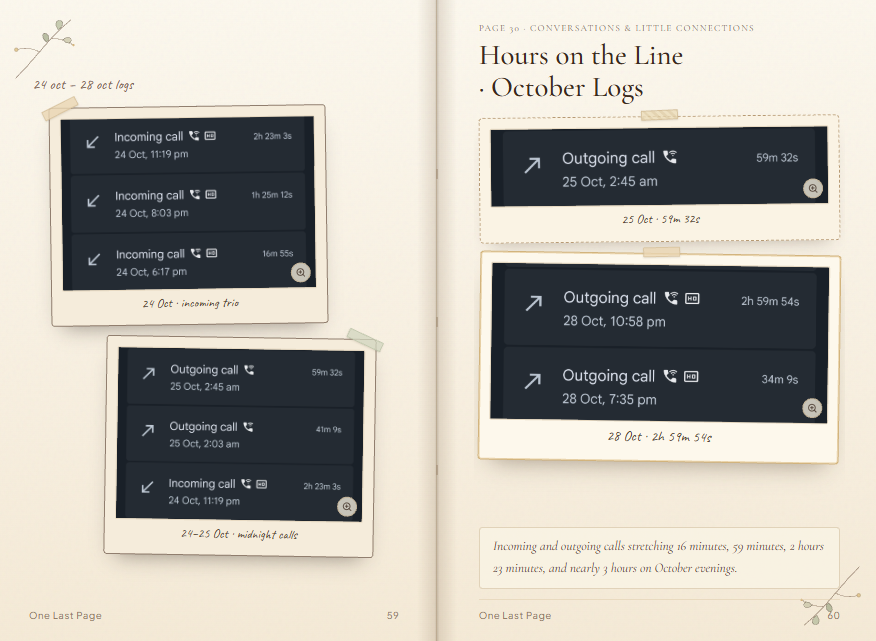 24 oct – 28 oct logs
Incoming call HD 2h 23m 3s
24 Oct, 11:19 pm
Incoming call HD 1h 25m 12s
24 Oct, 8:03 pm
Incoming call HD 16m 55s
24 Oct, 6:17 pm
24 Oct · incoming trio
Outgoing call 59m 32s
25 Oct, 2:45 am
Outgoing call 41m 9s
25 Oct, 2:03 am
Incoming call HD 2h 23m 3s
24 Oct, 11:19 pm
24–25 Oct · midnight calls
One Last Page 59
PAGE 30 · CONVERSATIONS & LITTLE CONNECTIONS
Hours on the Line
· October Logs
Outgoing call 59m 32s
25 Oct, 2:45 am
25 Oct · 59m 32s
Outgoing call HD 2h 59m 54s
28 Oct, 10:58 pm
Outgoing call HD 34m 9s
28 Oct, 7:35 pm
28 Oct · 2h 59m 54s
Incoming and outgoing calls stretching 16 minutes, 59 minutes, 2 hours
23 minutes, and nearly 3 hours on October evenings.
One Last Page 60